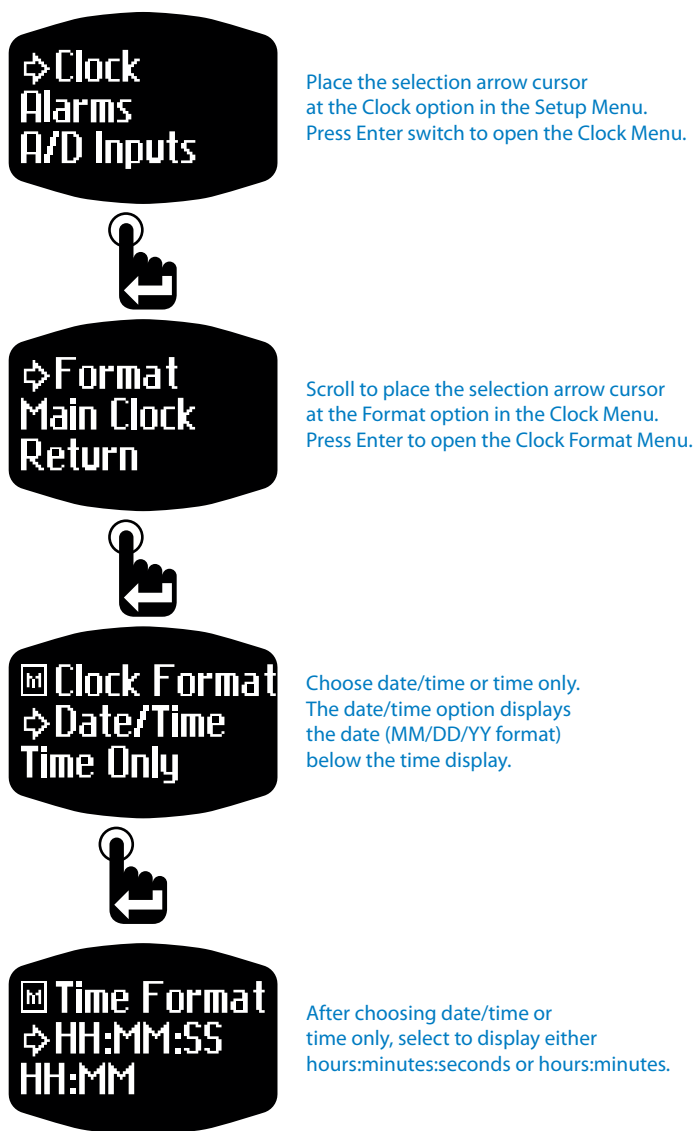 ⇨Clock
Alarms
A/D Inputs
Place the selection arrow cursor
at the Clock option in the Setup Menu.
Press Enter switch to open the Clock Menu.
⇨Format
Main Clock
Return
Scroll to place the selection arrow cursor
at the Format option in the Clock Menu.
Press Enter to open the Clock Format Menu.
M Clock Format
⇨Date/Time
Time Only
Choose date/time or time only.
The date/time option displays
the date (MM/DD/YY format)
below the time display.
M Time Format
⇨HH:MM:SS
HH:MM
After choosing date/time or
time only, select to display either
hours:minutes:seconds or hours:minutes.